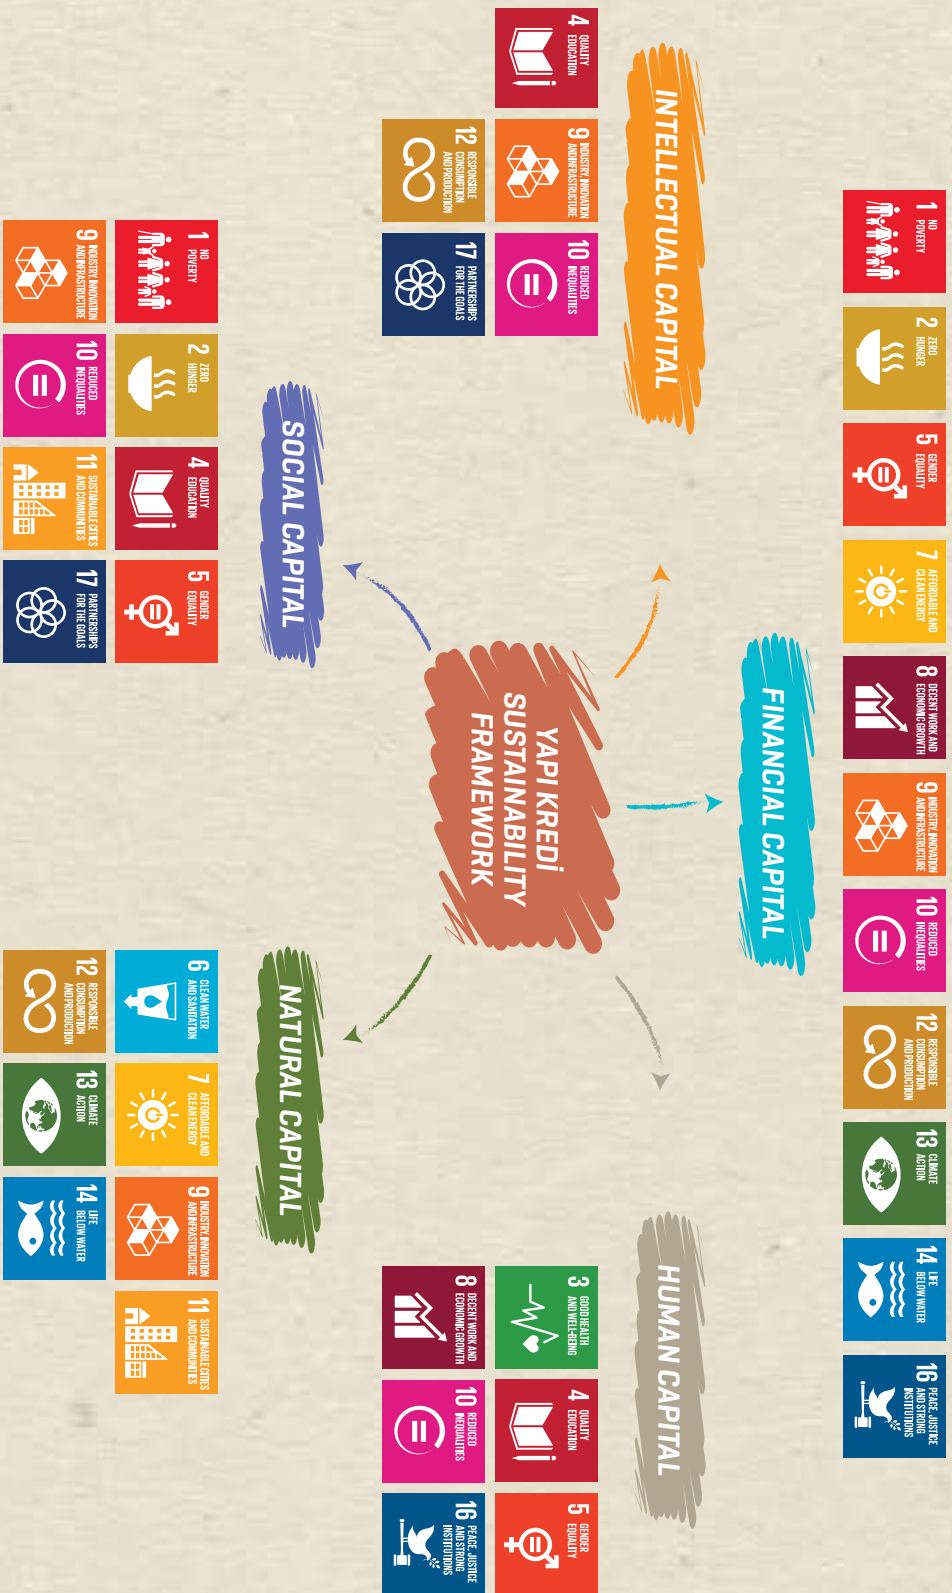 1 NO
POVERTY
2 ZERO
HUNGER
5 GENDER
EQUALITY
7 AFFORDABLE AND
CLEAN ENERGY
8 DECENT WORK AND
ECONOMIC GROWTH
9 INDUSTRY, INNOVATION
AND INFRASTRUCTURE
10 REDUCED
INEQUALITIES
12 RESPONSIBLE
CONSUMPTION
AND PRODUCTION
13 CLIMATE
ACTION
14 LIFE
BELOW WATER
16 PEACE, JUSTICE
AND STRONG
INSTITUTIONS
FINANCIAL CAPITAL
INTELLECTUAL CAPITAL
4 QUALITY
EDUCATION
9 INDUSTRY, INNOVATION
AND INFRASTRUCTURE
10 REDUCED
INEQUALITIES
12 RESPONSIBLE
CONSUMPTION
AND PRODUCTION
17 PARTNERSHIPS
FOR THE GOALS
YAPI KREDİ
SUSTAINABILITY
FRAMEWORK
HUMAN CAPITAL
3 GOOD HEALTH
AND WELL-BEING
4 QUALITY
EDUCATION
5 GENDER
EQUALITY
8 DECENT WORK AND
ECONOMIC GROWTH
10 REDUCED
INEQUALITIES
16 PEACE, JUSTICE
AND STRONG
INSTITUTIONS
SOCIAL CAPITAL
1 NO
POVERTY
2 ZERO
HUNGER
4 QUALITY
EDUCATION
5 GENDER
EQUALITY
9 INDUSTRY, INNOVATION
AND INFRASTRUCTURE
10 REDUCED
INEQUALITIES
11 SUSTAINABLE CITIES
AND COMMUNITIES
17 PARTNERSHIPS
FOR THE GOALS
NATURAL CAPITAL
6 CLEAN WATER
AND SANITATION
7 AFFORDABLE AND
CLEAN ENERGY
9 INDUSTRY, INNOVATION
AND INFRASTRUCTURE
11 SUSTAINABLE CITIES
AND COMMUNITIES
12 RESPONSIBLE
CONSUMPTION
AND PRODUCTION
13 CLIMATE
ACTION
14 LIFE
BELOW WATER